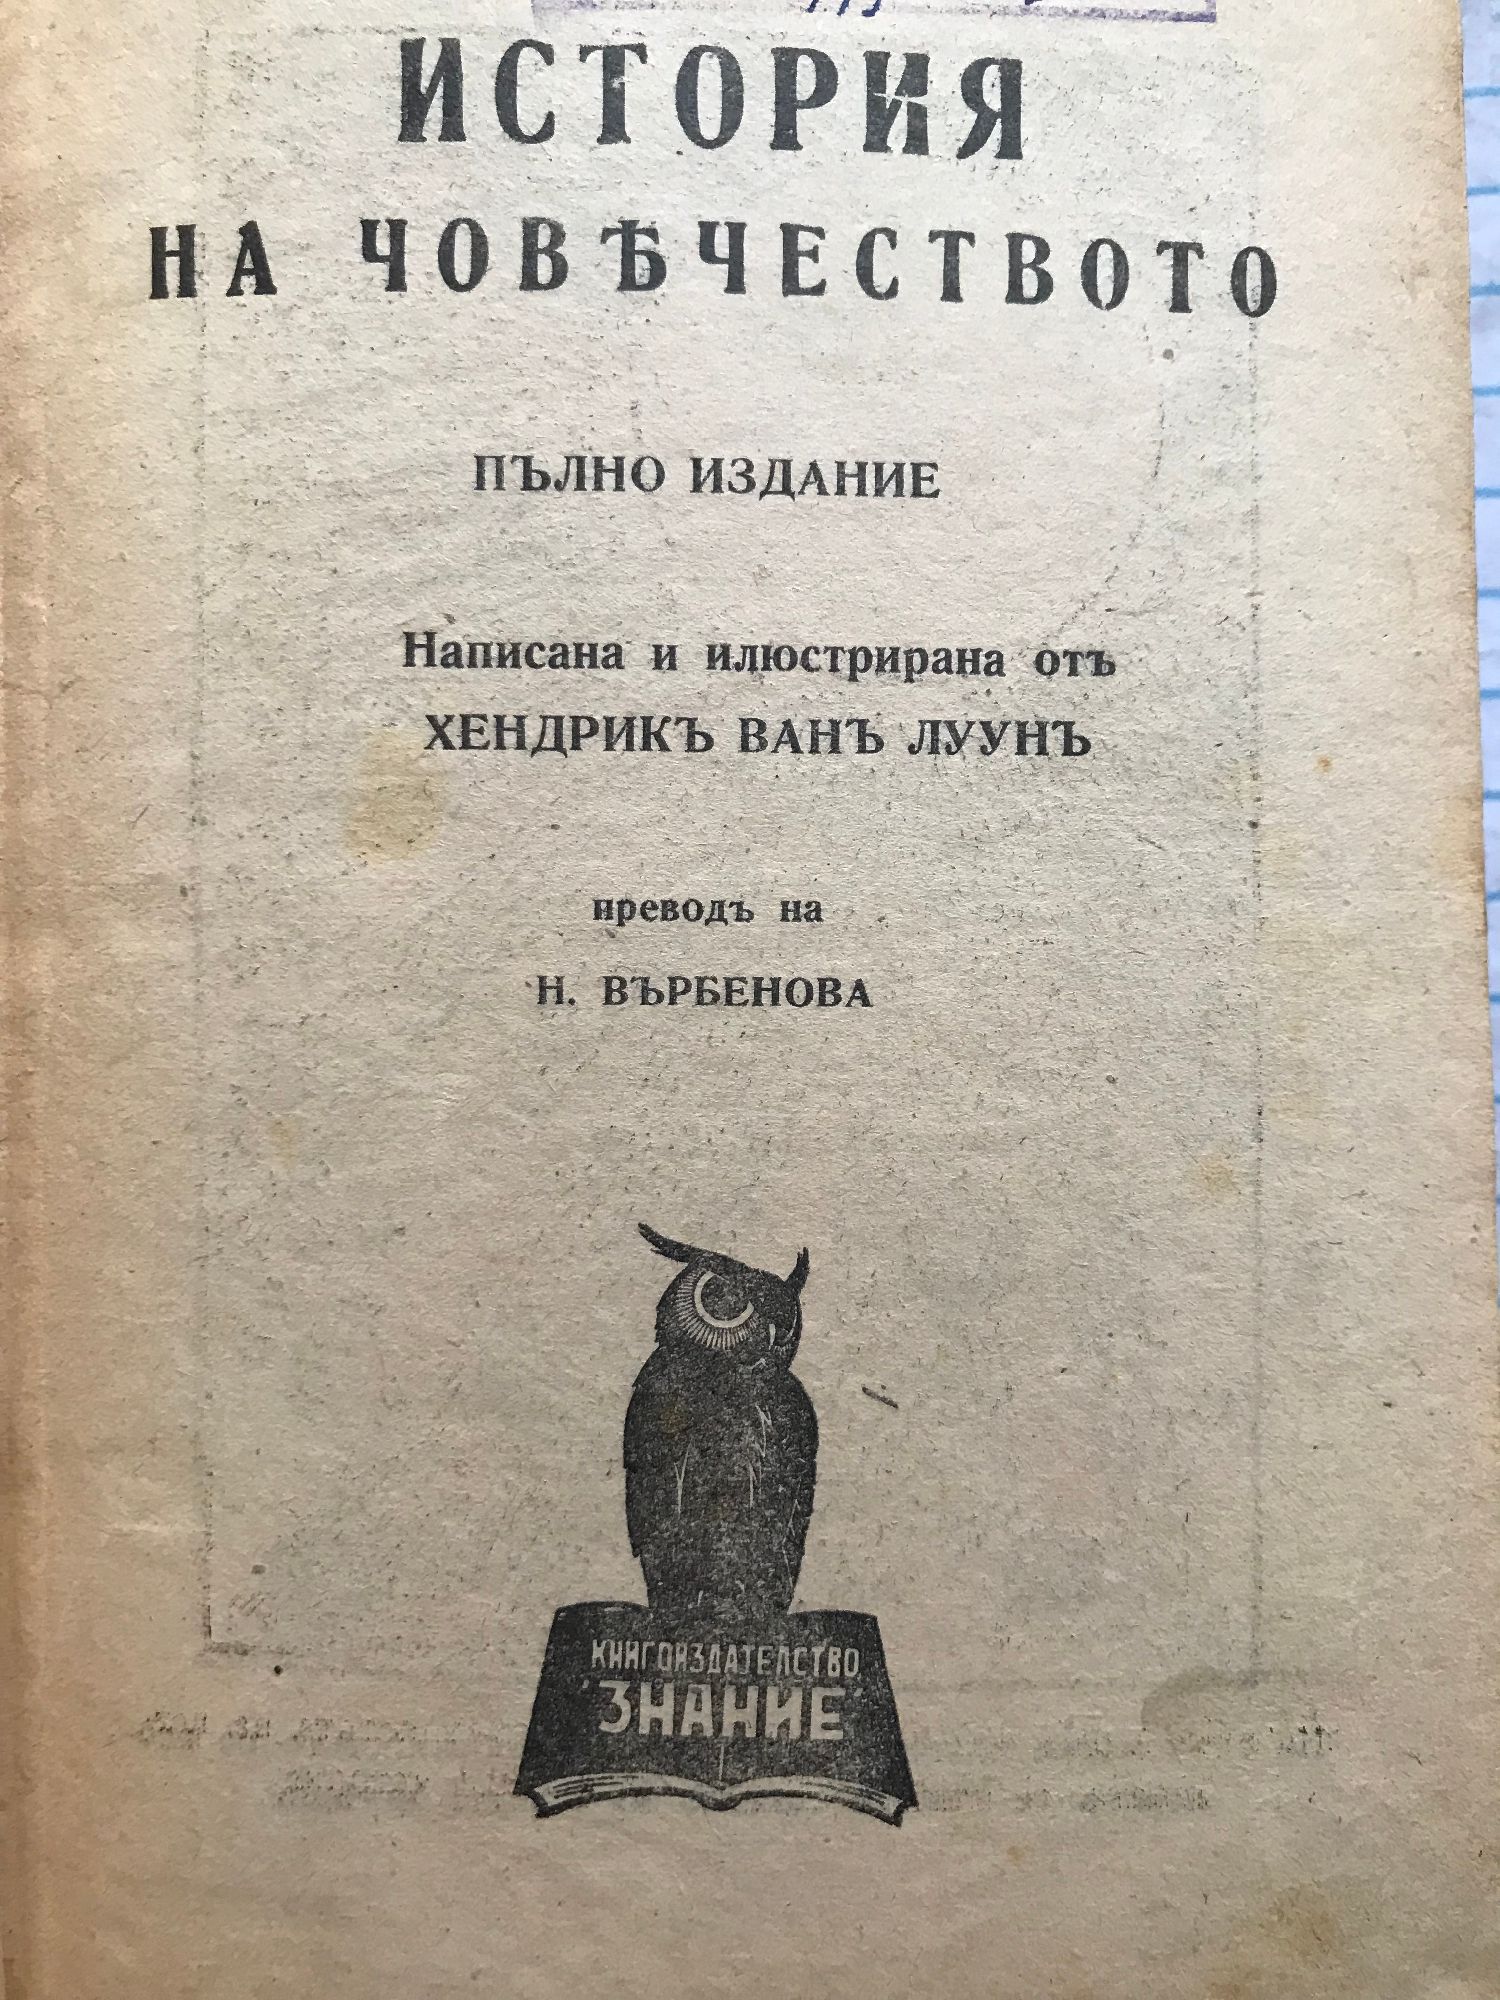 ИСТОРИЯ
НА ЧОВѢЧЕСТВОТО
ПЪЛНО ИЗДАНИЕ
Написана и илюстрирана отъ
ХЕНДРИКЪ ВАНЪ ЛУУНЪ
преводъ на
Н. ВЪРБЕНОВА
КНИГОИЗДАТЕЛСТВО
"ЗНАНИЕ"